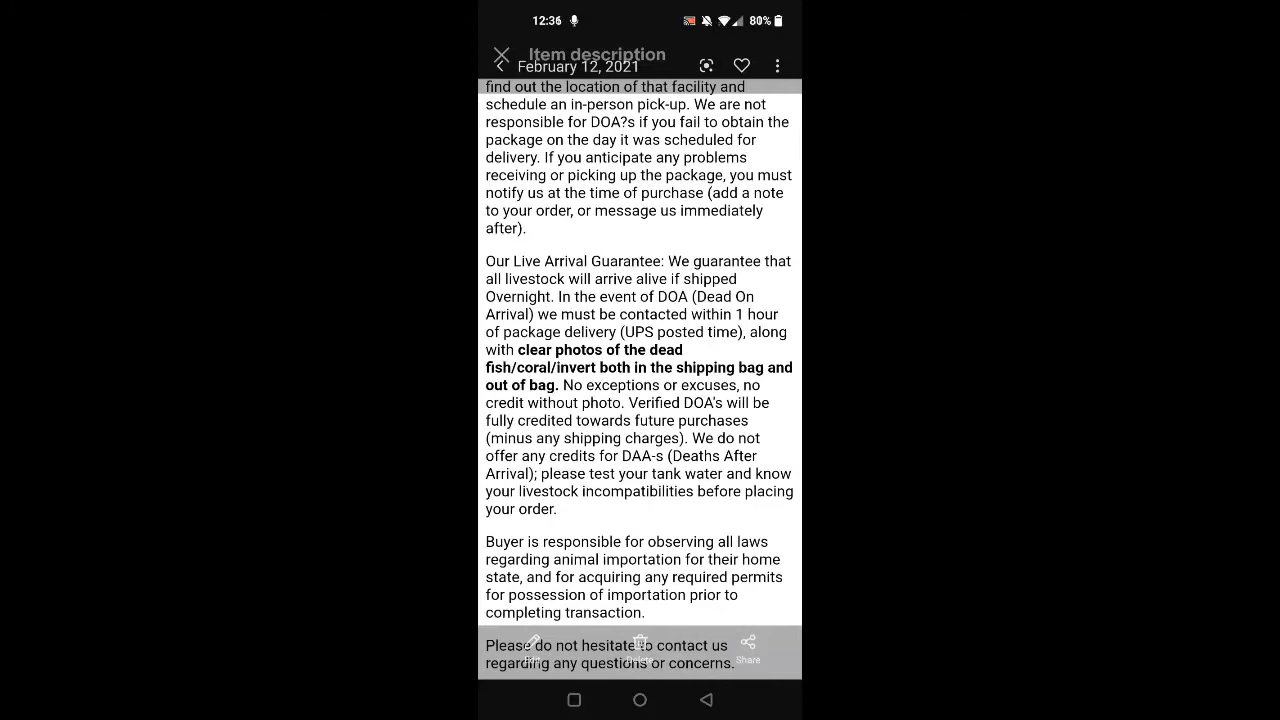 12:36
80%
Item description
February 12, 2021
find out the location of that facility and
schedule an in-person pick-up. We are not
responsible for DOA?s if you fail to obtain the
package on the day it was scheduled for
delivery. If you anticipate any problems
receiving or picking up the package, you must
notify us at the time of purchase (add a note
to your order, or message us immediately
after).
Our Live Arrival Guarantee: We guarantee that
all livestock will arrive alive if shipped
Overnight. In the event of DOA (Dead On
Arrival) we must be contacted within 1 hour
of package delivery (UPS posted time), along
with clear photos of the dead
fish/coral/invert both in the shipping bag and
out of bag. No exceptions or excuses, no
credit without photo. Verified DOA's will be
fully credited towards future purchases
(minus any shipping charges). We do not
offer any credits for DAA-s (Deaths After
Arrival); please test your tank water and know
your livestock incompatibilities before placing
your order.
Buyer is responsible for observing all laws
regarding animal importation for their home
state, and for acquiring any required permits
for possession of importation prior to
completing transaction.
Please do not hesitate to contact us
regarding any questions or concerns.
Edit
Delete
Share